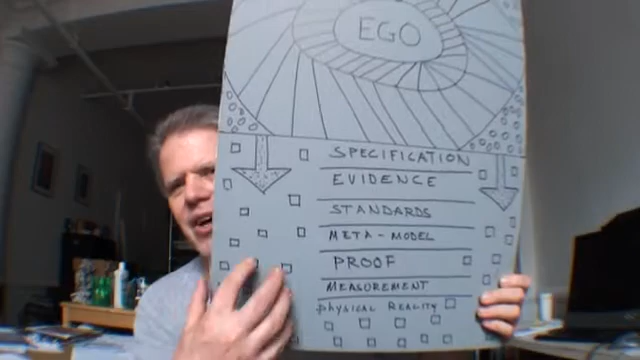 EGO
SPECIFICATION
EVIDENCE
STANDARDS
META-MODEL
PROOF
MEASUREMENT
PHYSICAL REALITY